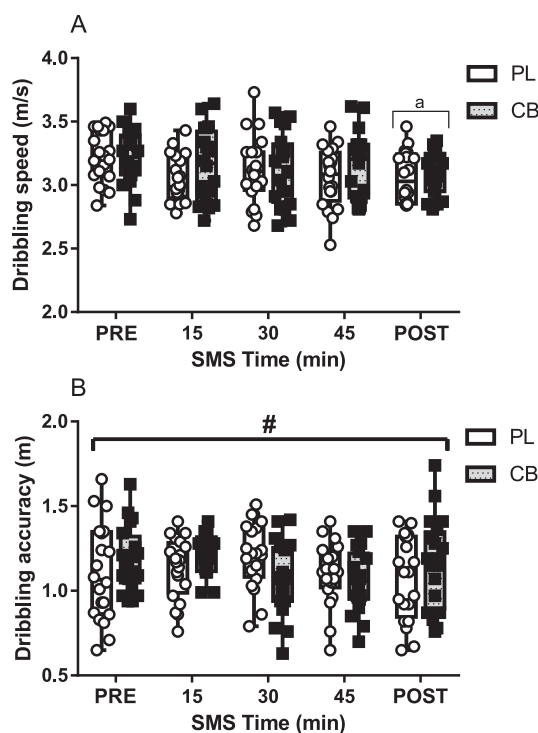 A
Dribbling speed (m/s)
4.0
3.5
3.0
2.5
2.0
a
PL
CB
PRE 15 30 45 POST
SMS Time (min)
B
Dribbling accuracy (m)
2.0
1.5
1.0
0.5
#
PL
CB
PRE 15 30 45 POST
SMS Time (min)